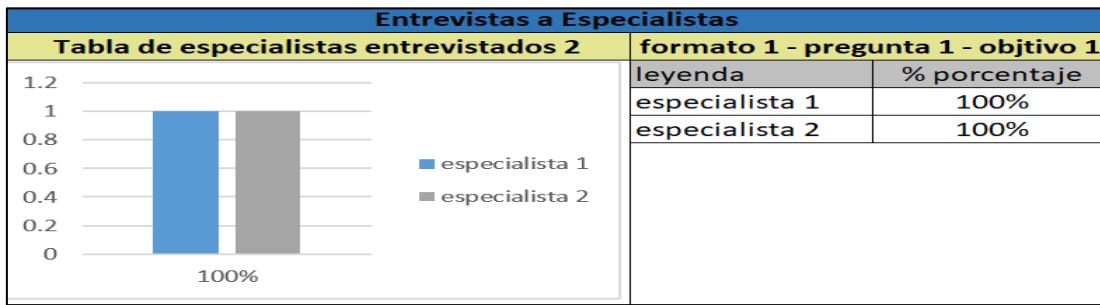 Entrevistas a Especialistas
Tabla de especialistas entrevistados 2
formato 1 - pregunta 1 - objtivo 1
1.2
1
0.8
0.6
0.4
0.2
0
100%
especialista 1
especialista 2
leyenda % porcentaje
especialista 1 100%
especialista 2 100%